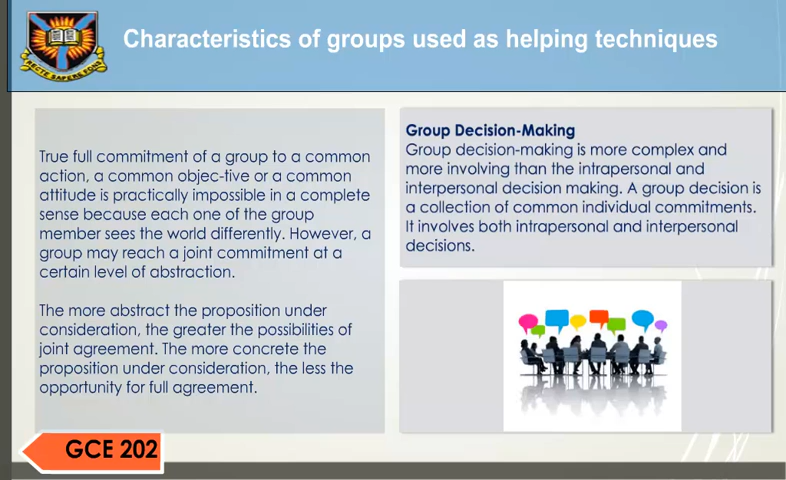 Characteristics of groups used as helping techniques
RECTE SAPERE FONS
True full commitment of a group to a common
action, a common objec-tive or a common
attitude is practically impossible in a complete
sense because each one of the group
member sees the world differently. However, a
group may reach a joint commitment at a
certain level of abstraction.
The more abstract the proposition under
consideration, the greater the possibilities of
joint agreement. The more concrete the
proposition under consideration, the less the
opportunity for full agreement.
Group Decision-Making
Group decision-making is more complex and
more involving than the intrapersonal and
interpersonal decision making. A group decision is
a collection of common individual commitments.
It involves both intrapersonal and interpersonal
decisions.
GCE 202